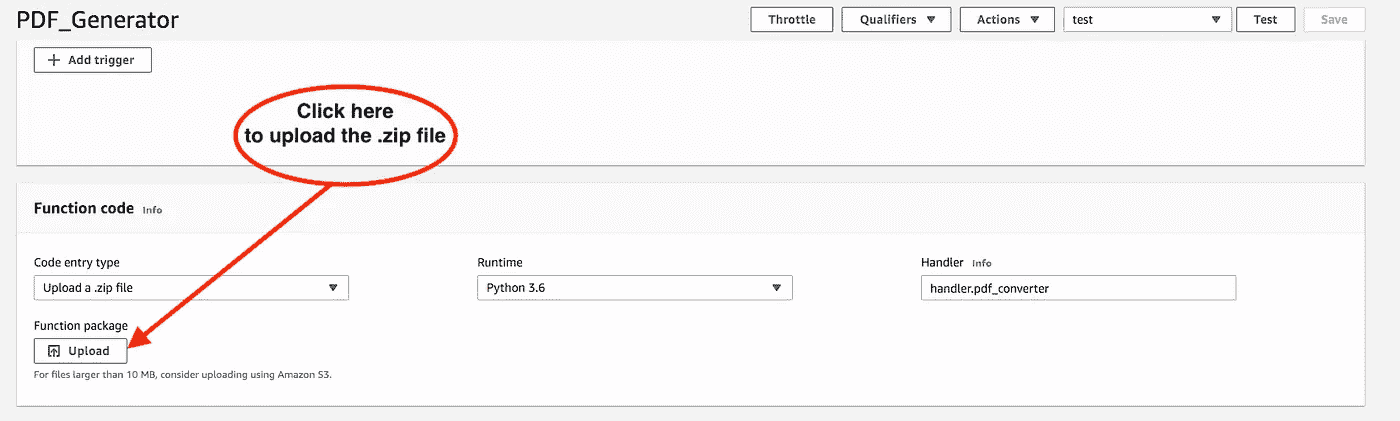 PDF_Generator
Throttle
Qualifiers
Actions
test
Test
Save
Add trigger
Click here
to upload the .zip file
Function code Info
Code entry type
Runtime
Handler Info
Upload a .zip file
Python 3.6
handler.pdf_converter
Function package
Upload
For files larger than 10 MB, consider uploading using Amazon S3.